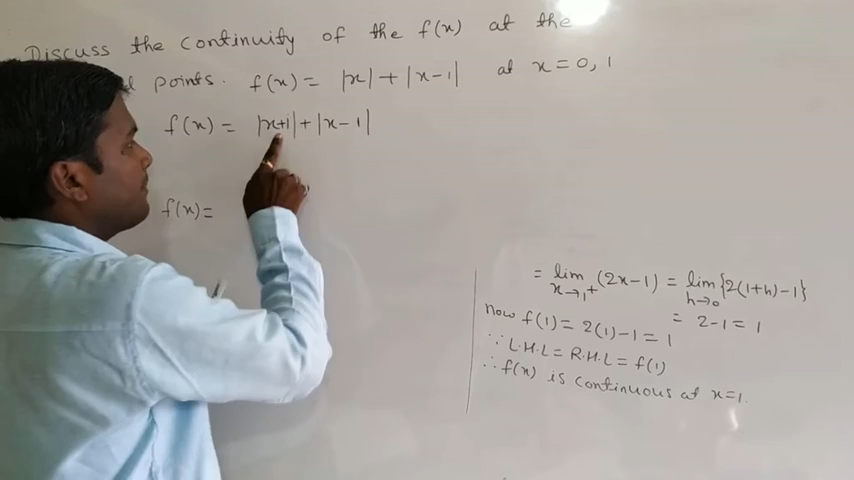 Discuss the continuity of the f(x) at the
points. f(x) = |x| + |x-1| at x = 0, 1
f(x) = |x+1| + |x-1|
f(x) =
= lim x→1⁺ (2x-1) = lim h→0 {2(1+h)-1}
= 2-1 = 1
Now f(1) = 2(1)-1 = 1
∵ L.H.L = R.H.L = f(1)
∴ f(x) is continuous at x=1.